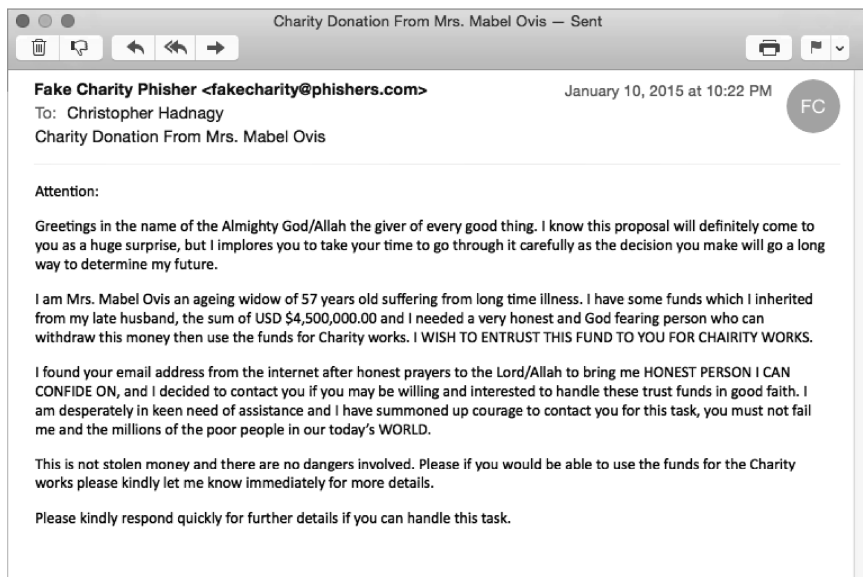 Charity Donation From Mrs. Mabel Ovis — Sent
Fake Charity Phisher <fakecharity@phishers.com>
January 10, 2015 at 10:22 PM
FC
To: Christopher Hadnagy
Charity Donation From Mrs. Mabel Ovis
Attention:
Greetings in the name of the Almighty God/Allah the giver of every good thing. I know this proposal will definitely come to
you as a huge surprise, but I implores you to take your time to go through it carefully as the decision you make will go a long
way to determine my future.
I am Mrs. Mabel Ovis an ageing widow of 57 years old suffering from long time illness. I have some funds which I inherited
from my late husband, the sum of USD $4,500,000.00 and I needed a very honest and God fearing person who can
withdraw this money then use the funds for Charity works. I WISH TO ENTRUST THIS FUND TO YOU FOR CHAIRITY WORKS.
I found your email address from the internet after honest prayers to the Lord/Allah to bring me HONEST PERSON I CAN
CONFIDE ON, and I decided to contact you if you may be willing and interested to handle these trust funds in good faith. I
am desperately in keen need of assistance and I have summoned up courage to contact you for this task, you must not fail
me and the millions of the poor people in our today's WORLD.
This is not stolen money and there are no dangers involved. Please if you would be able to use the funds for the Charity
works please kindly let me know immediately for more details.
Please kindly respond quickly for further details if you can handle this task.